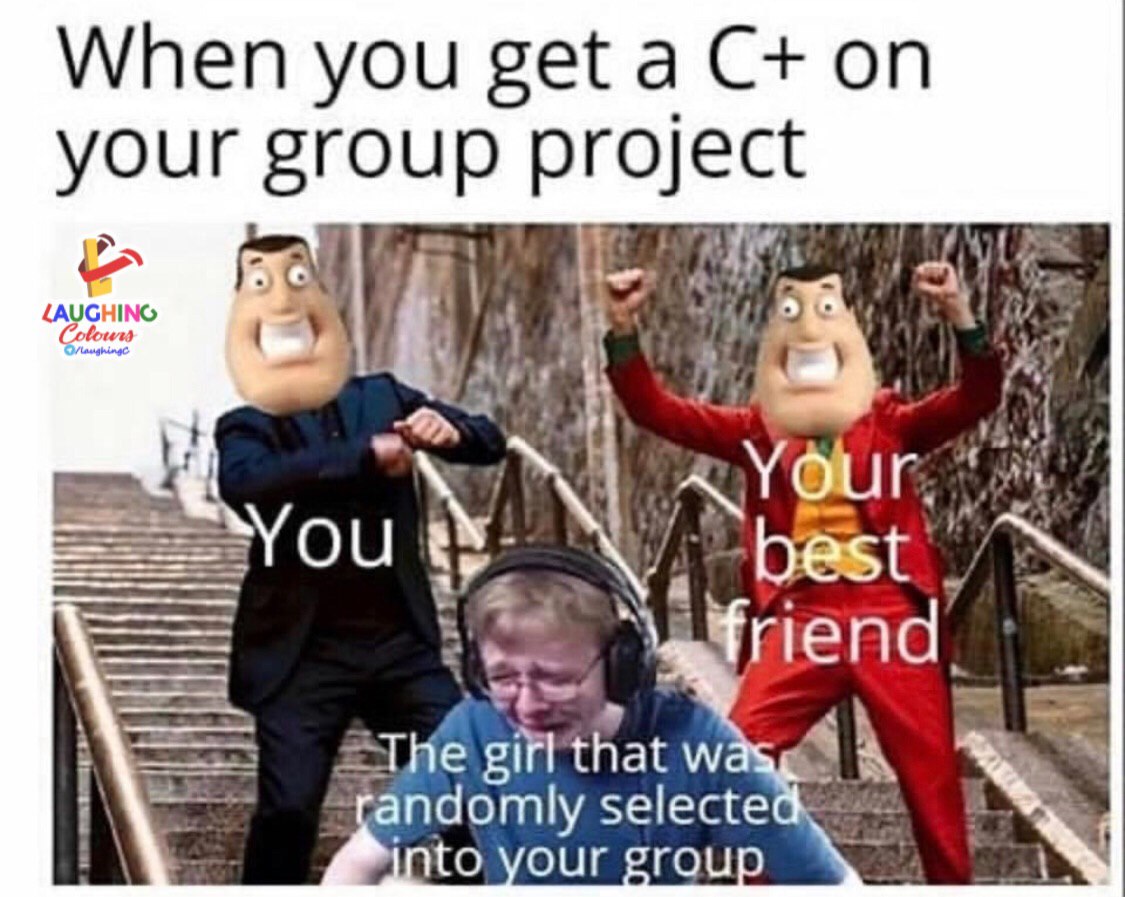 When you get a C+ on
your group project
LAUGHING
Colours
/laughingC
You
Your
best
friend
The girl that was
randomly selected
into your group